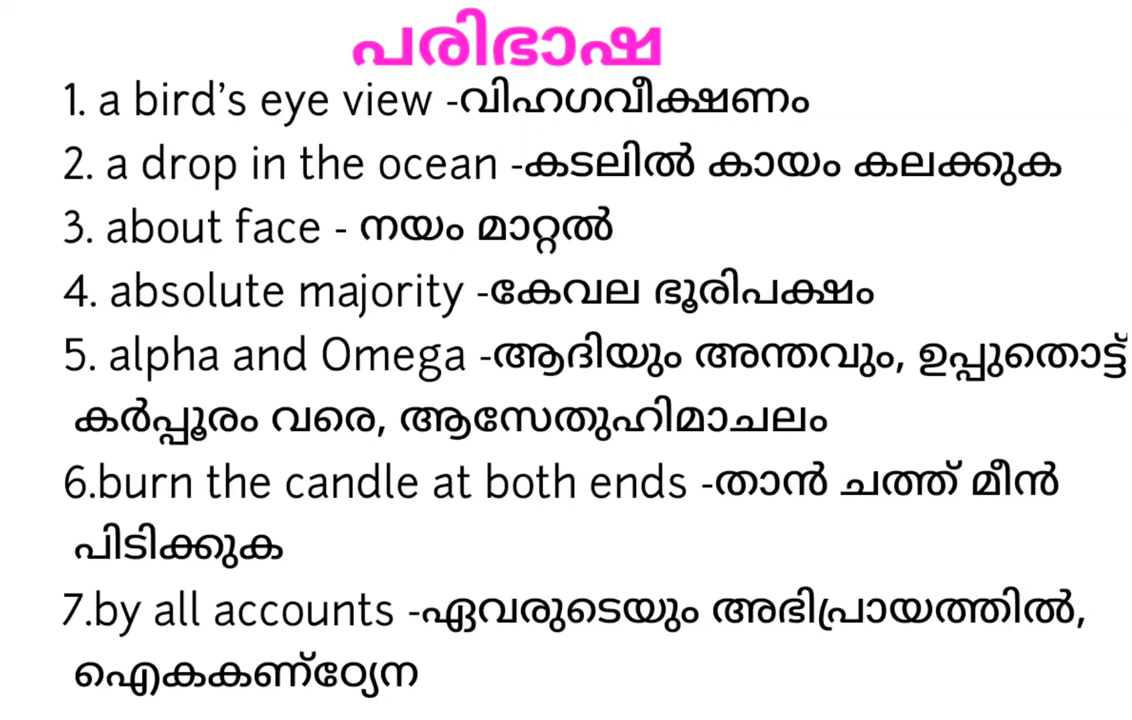 പരിഭാഷ
1. a bird's eye view -വിഹഗവീക്ഷണം
2. a drop in the ocean -കടലിൽ കായം കലക്കുക
3. about face - നയം മാറ്റൽ
4. absolute majority -കേവല ഭൂരിപക്ഷം
5. alpha and Omega -ആദിയും അന്തവും, ഉപ്പുതൊട്ട്
കർപ്പൂരം വരെ, ആസേതുഹിമാചലം
6.burn the candle at both ends -താൻ ചത്ത് മീൻ
പിടിക്കുക
7.by all accounts -ഏവരുടെയും അഭിപ്രായത്തിൽ,
ഐകകണ്ഠ്യേന